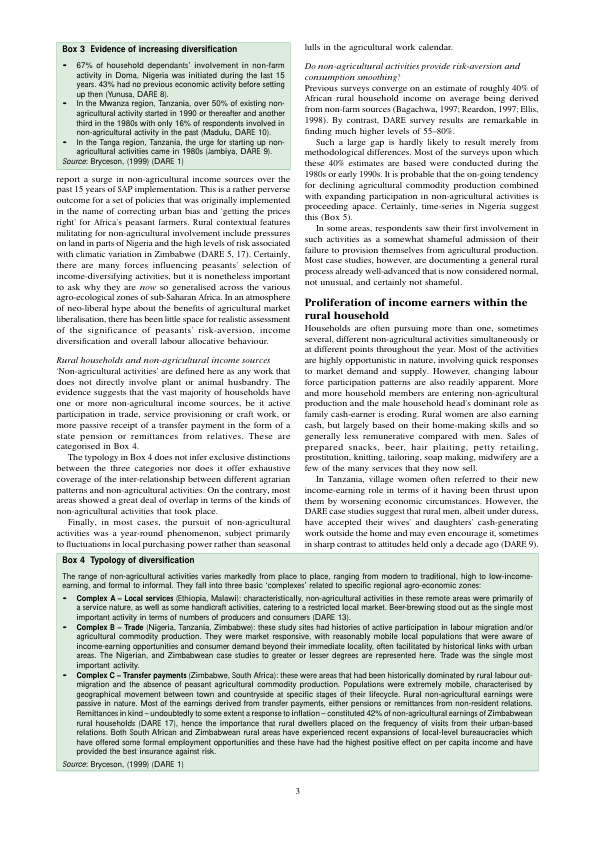 Box 3 Evidence of increasing diversification
- 67% of household dependants' involvement in non-farm
activity in Doma, Nigeria was initiated during the last 15
years. 43% had no previous economic activity before setting
up then (Yunusa, DARE 8).
- In the Mwanza region, Tanzania, over 50% of existing non-
agricultural activity started in 1990 or thereafter and another
third in the 1980s with only 16% of respondents involved in
non-agricultural activity in the past (Madulu, DARE 10).
- In the Tanga region, Tanzania, the urge for starting up non-
agricultural activities came in 1980s (Jambiya, DARE 9).
Source: Bryceson, (1999) (DARE 1)
report a surge in non-agricultural income sources over the
past 15 years of SAP implementation. This is a rather perverse
outcome for a set of policies that was originally implemented
in the name of correcting urban bias and 'getting the prices
right' for Africa's peasant farmers. Rural contextual features
militating for non-agricultural involvement include pressures
on land in parts of Nigeria and the high levels of risk associated
with climatic variation in Zimbabwe (DARE 5, 17). Certainly,
there are many forces influencing peasants' selection of
income-diversifying activities, but it is nonetheless important
to ask why they are now so generalised across the various
agro-ecological zones of sub-Saharan Africa. In an atmosphere
of neo-liberal hype about the benefits of agricultural market
liberalisation, there has been little space for realistic assessment
of the significance of peasants' risk-aversion, income
diversification and overall labour allocative behaviour.
Rural households and non-agricultural income sources
'Non-agricultural activities' are defined here as any work that
does not directly involve plant or animal husbandry. The
evidence suggests that the vast majority of households have
one or more non-agricultural income sources, be it active
participation in trade, service provisioning or craft work, or
more passive receipt of a transfer payment in the form of a
state pension or remittances from relatives. These are
categorised in Box 4.
The typology in Box 4 does not infer exclusive distinctions
between the three categories nor does it offer exhaustive
coverage of the inter-relationship between different agrarian
patterns and non-agricultural activities. On the contrary, most
areas showed a great deal of overlap in terms of the kinds of
non-agricultural activities that took place.
Finally, in most cases, the pursuit of non-agricultural
activities was a year-round phenomenon, subject primarily
to fluctuations in local purchasing power rather than seasonal
lulls in the agricultural work calendar.
Do non-agricultural activities provide risk-aversion and
consumption smoothing?
Previous surveys converge on an estimate of roughly 40% of
African rural household income on average being derived
from non-farm sources (Bagachwa, 1997; Reardon, 1997; Ellis,
1998). By contrast, DARE survey results are remarkable in
finding much higher levels of 55–80%.
Such a large gap is hardly likely to result merely from
methodological differences. Most of the surveys upon which
these 40% estimates are based were conducted during the
1980s or early 1990s. It is probable that the on-going tendency
for declining agricultural commodity production combined
with expanding participation in non-agricultural activities is
proceeding apace. Certainly, time-series in Nigeria suggest
this (Box 5).
In some areas, respondents saw their first involvement in
such activities as a somewhat shameful admission of their
failure to provision themselves from agricultural production.
Most case studies, however, are documenting a general rural
process already well-advanced that is now considered normal,
not unusual, and certainly not shameful.
Proliferation of income earners within the
rural household
Households are often pursuing more than one, sometimes
several, different non-agricultural activities simultaneously or
at different points throughout the year. Most of the activities
are highly opportunistic in nature, involving quick responses
to market demand and supply. However, changing labour
force participation patterns are also readily apparent. More
and more household members are entering non-agricultural
production and the male household head's dominant role as
family cash-earner is eroding. Rural women are also earning
cash, but largely based on their home-making skills and so
generally less remunerative compared with men. Sales of
prepared snacks, beer, hair plaiting, petty retailing,
prostitution, knitting, tailoring, soap making, midwifery are a
few of the many services that they now sell.
In Tanzania, village women often referred to their new
income-earning role in terms of it having been thrust upon
them by worsening economic circumstances. However, the
DARE case studies suggest that rural men, albeit under duress,
have accepted their wives' and daughters' cash-generating
work outside the home and may even encourage it, sometimes
in sharp contrast to attitudes held only a decade ago (DARE 9).
Box 4 Typology of diversification
The range of non-agricultural activities varies markedly from place to place, ranging from modern to traditional, high to low-income-
earning, and formal to informal. They fall into three basic 'complexes' related to specific regional agro-economic zones:
- Complex A – Local services (Ethiopia, Malawi): characteristically, non-agricultural activities in these remote areas were primarily of
a service nature, as well as some handicraft activities, catering to a restricted local market. Beer-brewing stood out as the single most
important activity in terms of numbers of producers and consumers (DARE 13).
- Complex B – Trade (Nigeria, Tanzania, Zimbabwe): these study sites had histories of active participation in labour migration and/or
agricultural commodity production. They were market responsive, with reasonably mobile local populations that were aware of
income-earning opportunities and consumer demand beyond their immediate locality, often facilitated by historical links with urban
areas. The Nigerian, and Zimbabwean case studies to greater or lesser degrees are represented here. Trade was the single most
important activity.
- Complex C – Transfer payments (Zimbabwe, South Africa): these were areas that had been historically dominated by rural labour out-
migration and the absence of peasant agricultural commodity production. Populations were extremely mobile, characterised by
geographical movement between town and countryside at specific stages of their lifecycle. Rural non-agricultural earnings were
passive in nature. Most of the earnings derived from transfer payments, either pensions or remittances from non-resident relations.
Remittances in kind – undoubtedly to some extent a response to inflation – constituted 42% of non-agricultural earnings of Zimbabwean
rural households (DARE 17), hence the importance that rural dwellers placed on the frequency of visits from their urban-based
relations. Both South African and Zimbabwean rural areas have experienced recent expansions of local-level bureaucracies which
have offered some formal employment opportunities and these have had the highest positive effect on per capita income and have
provided the best insurance against risk.
Source: Bryceson, (1999) (DARE 1)
3